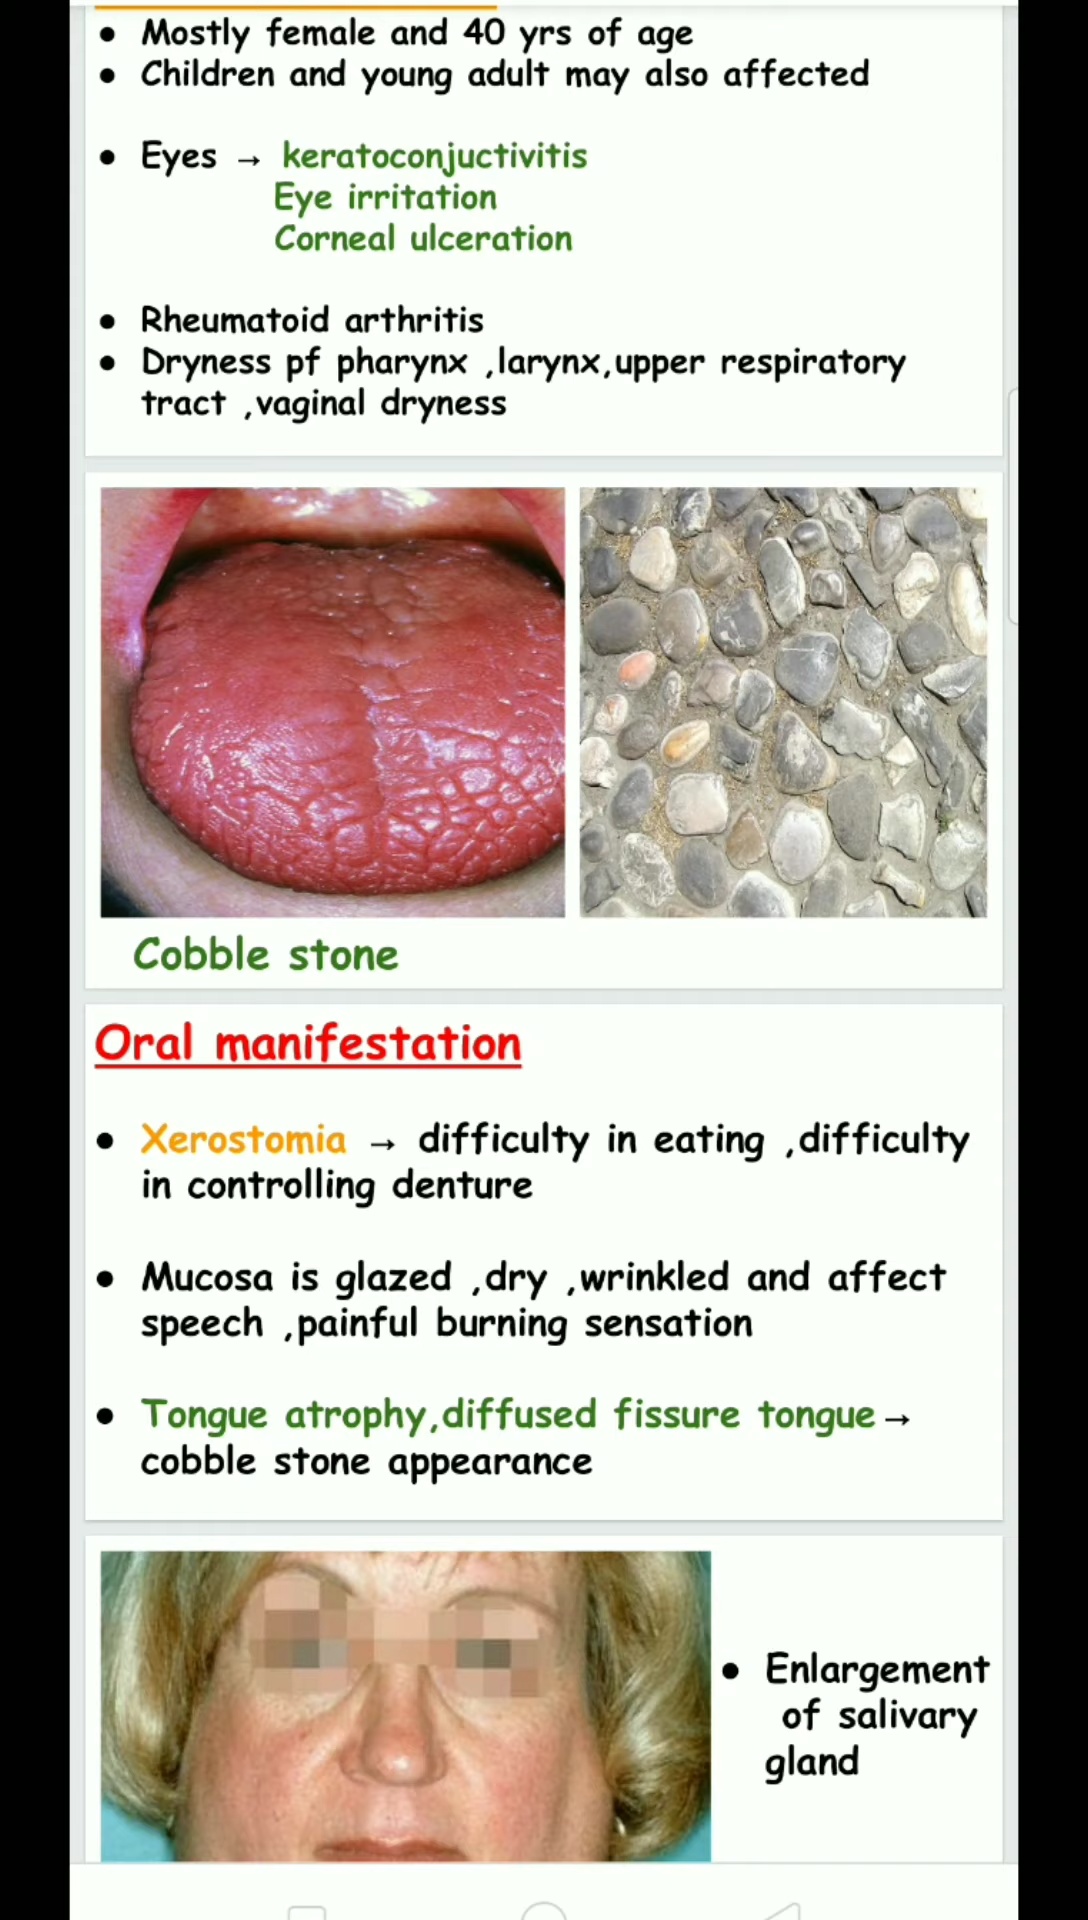 ● Mostly female and 40 yrs of age
● Children and young adult may also affected
● Eyes → keratoconjuctivitis
Eye irritation
Corneal ulceration
● Rheumatoid arthritis
● Dryness pf pharynx ,larynx,upper respiratory
tract ,vaginal dryness
Cobble stone
Oral manifestation
● Xerostomia → difficulty in eating ,difficulty
in controlling denture
● Mucosa is glazed ,dry ,wrinkled and affect
speech ,painful burning sensation
● Tongue atrophy,diffused fissure tongue →
cobble stone appearance
● Enlargement
of salivary
gland